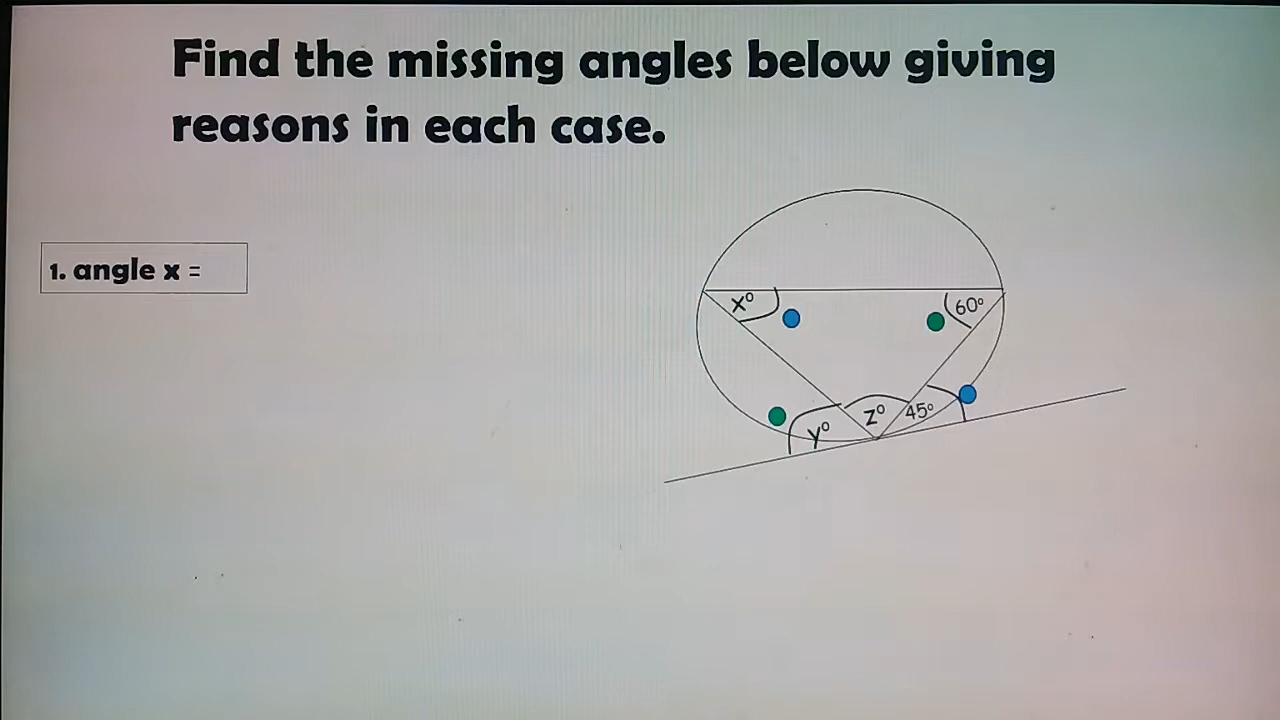 Find the missing angles below giving
reasons in each case.
1. angle x =
x° 60°
y° z° 45°